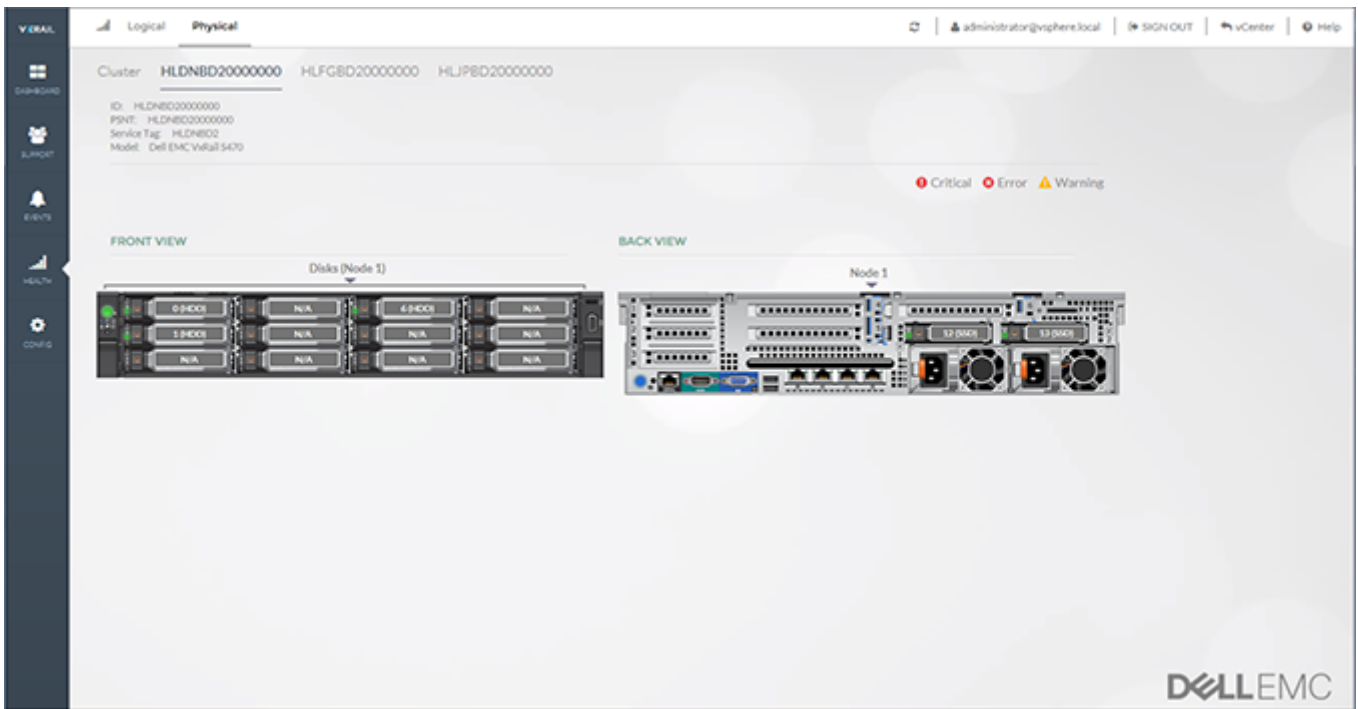 VXRAIL
Logical Physical administrator@vsphere.local SIGN OUT vCenter Help
DASHBOARD
SUPPORT
EVENTS
HEALTH
CONFIG
Cluster HLDNBD20000000 HLFGBD20000000 HLJPBD20000000
ID: HLDNBD20000000
PSNT: HLDNBD20000000
Service Tag: HLDNBD2
Model: Dell EMC VxRail S470
Critical Error Warning
FRONT VIEW
Disks (Node 1)
0 (HDD) N/A 4 (HDD) N/A
1 (HDD) N/A N/A N/A
N/A N/A N/A N/A
BACK VIEW
Node 1
12 (SSD) 13 (SSD)
DELLEMC